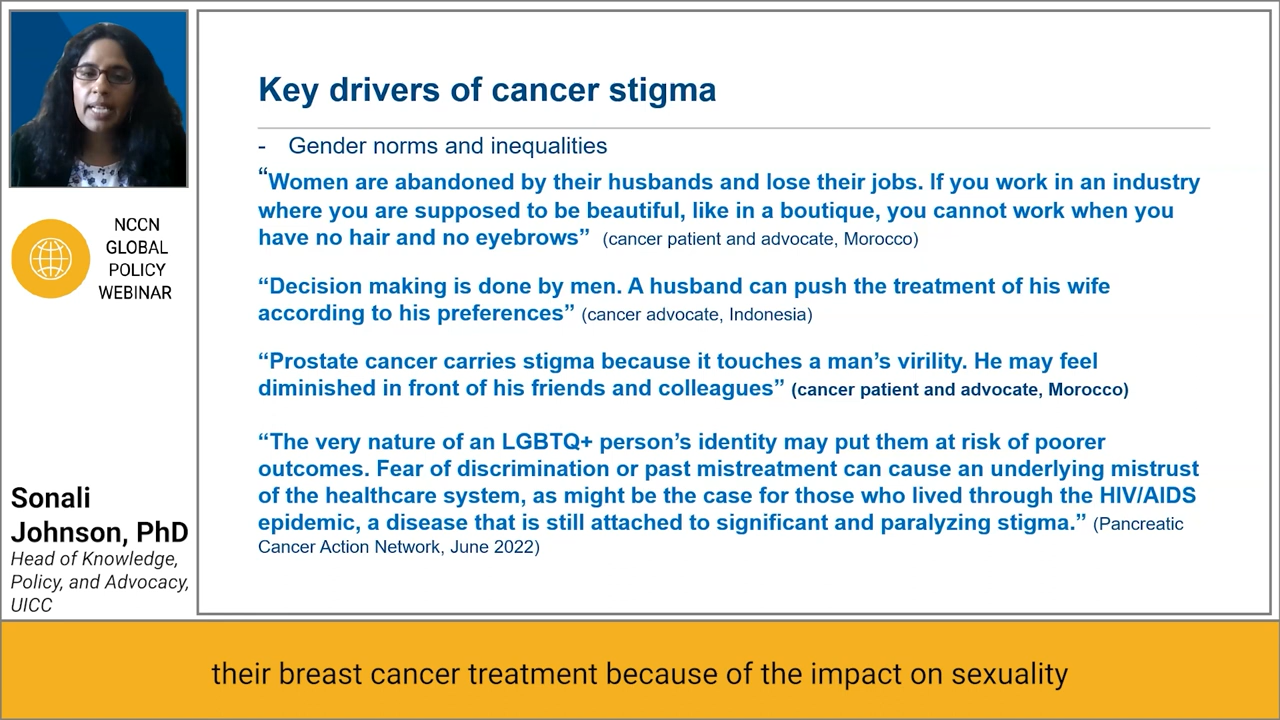 Key drivers of cancer stigma
- Gender norms and inequalities
“Women are abandoned by their husbands and lose their jobs. If you work in an industry
where you are supposed to be beautiful, like in a boutique, you cannot work when you
have no hair and no eyebrows” (cancer patient and advocate, Morocco)
“Decision making is done by men. A husband can push the treatment of his wife
according to his preferences” (cancer advocate, Indonesia)
“Prostate cancer carries stigma because it touches a man’s virility. He may feel
diminished in front of his friends and colleagues” (cancer patient and advocate, Morocco)
“The very nature of an LGBTQ+ person’s identity may put them at risk of poorer
outcomes. Fear of discrimination or past mistreatment can cause an underlying mistrust
of the healthcare system, as might be the case for those who lived through the HIV/AIDS
epidemic, a disease that is still attached to significant and paralyzing stigma.” (Pancreatic
Cancer Action Network, June 2022)
NCCN
GLOBAL
POLICY
WEBINAR
Sonali
Johnson, PhD
Head of Knowledge,
Policy, and Advocacy,
UICC
their breast cancer treatment because of the impact on sexuality